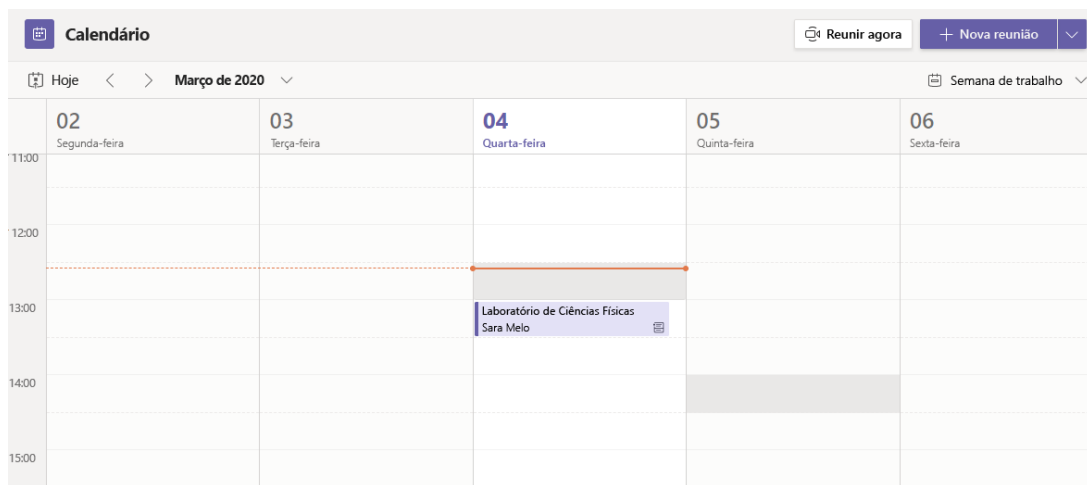 Calendário
Reunir agora
Nova reunião
Hoje
Março de 2020
Semana de trabalho
02
Segunda-feira
03
Terça-feira
04
Quarta-feira
05
Quinta-feira
06
Sexta-feira
11:00
12:00
13:00
Laboratório de Ciências Físicas
Sara Melo
14:00
15:00